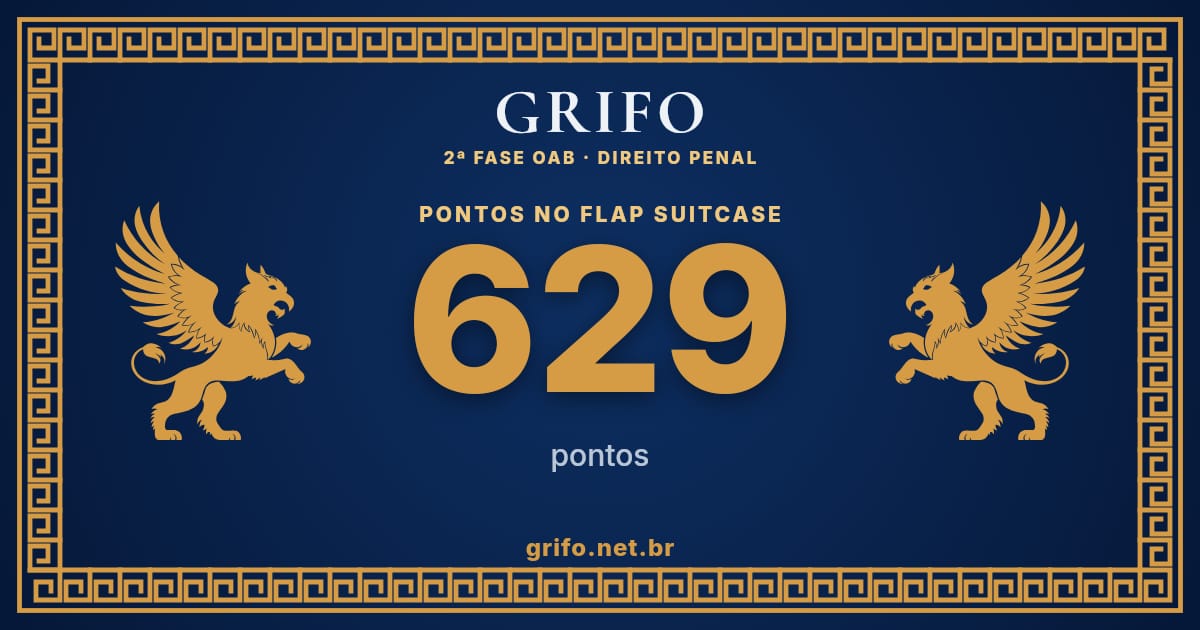 GRIFO
2ª FASE OAB · DIREITO PENAL
PONTOS NO FLAP SUITCASE
629
pontos
grifo.net.br